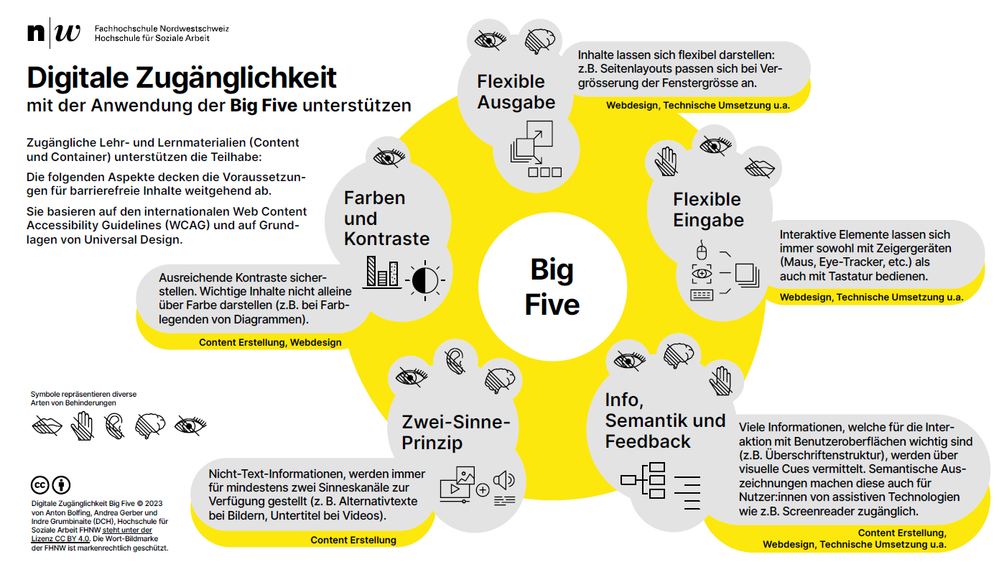 n|w Fachhochschule Nordwestschweiz
Hochschule für Soziale Arbeit
Digitale Zugänglichkeit
mit der Anwendung der Big Five unterstützen
Zugängliche Lehr- und Lernmaterialien (Content
und Container) unterstützen die Teilhabe:
Die folgenden Aspekte decken die Voraussetzun-
gen für barrierefreie Inhalte weitgehend ab.
Sie basieren auf den internationalen Web Content
Accessibility Guidelines (WCAG) und auf Grund-
lagen von Universal Design.
Big
Five
Flexible
Ausgabe
Inhalte lassen sich flexibel darstellen:
z.B. Seitenlayouts passen sich bei Ver-
grösserung der Fenstergrösse an.
Webdesign, Technische Umsetzung u.a.
Flexible
Eingabe
Interaktive Elemente lassen sich
immer sowohl mit Zeigergeräten
(Maus, Eye-Tracker, etc.) als
auch mit Tastatur bedienen.
Webdesign, Technische Umsetzung u.a.
Info,
Semantik und
Feedback
Viele Informationen, welche für die Inter-
aktion mit Benutzeroberflächen wichtig sind
(z.B. Überschriftenstruktur), werden über
visuelle Cues vermittelt. Semantische Aus-
zeichnungen machen diese auch für
Nutzer:innen von assistiven Technologien
wie z.B. Screenreader zugänglich.
Content Erstellung,
Webdesign, Technische Umsetzung u.a.
Zwei-Sinne-
Prinzip
Nicht-Text-Informationen, werden immer
für mindestens zwei Sinneskanäle zur
Verfügung gestellt (z. B. Alternativtexte
bei Bildern, Untertitel bei Videos).
Content Erstellung
Farben
und
Kontraste
Ausreichende Kontraste sicher-
stellen. Wichtige Inhalte nicht alleine
über Farbe darstellen (z.B. bei Farb-
legenden von Diagrammen).
Content Erstellung, Webdesign
Symbole repräsentieren diverse
Arten von Behinderungen
cc
Digitale Zugänglichkeit Big Five © 2023
von Anton Bolfing, Andrea Gerber und
Indre Grumbinaite (DCH), Hochschule für
Soziale Arbeit FHNW steht unter der
Lizenz CC BY 4.0. Die Wort-Bildmarke
der FHNW ist markenrechtlich geschützt.